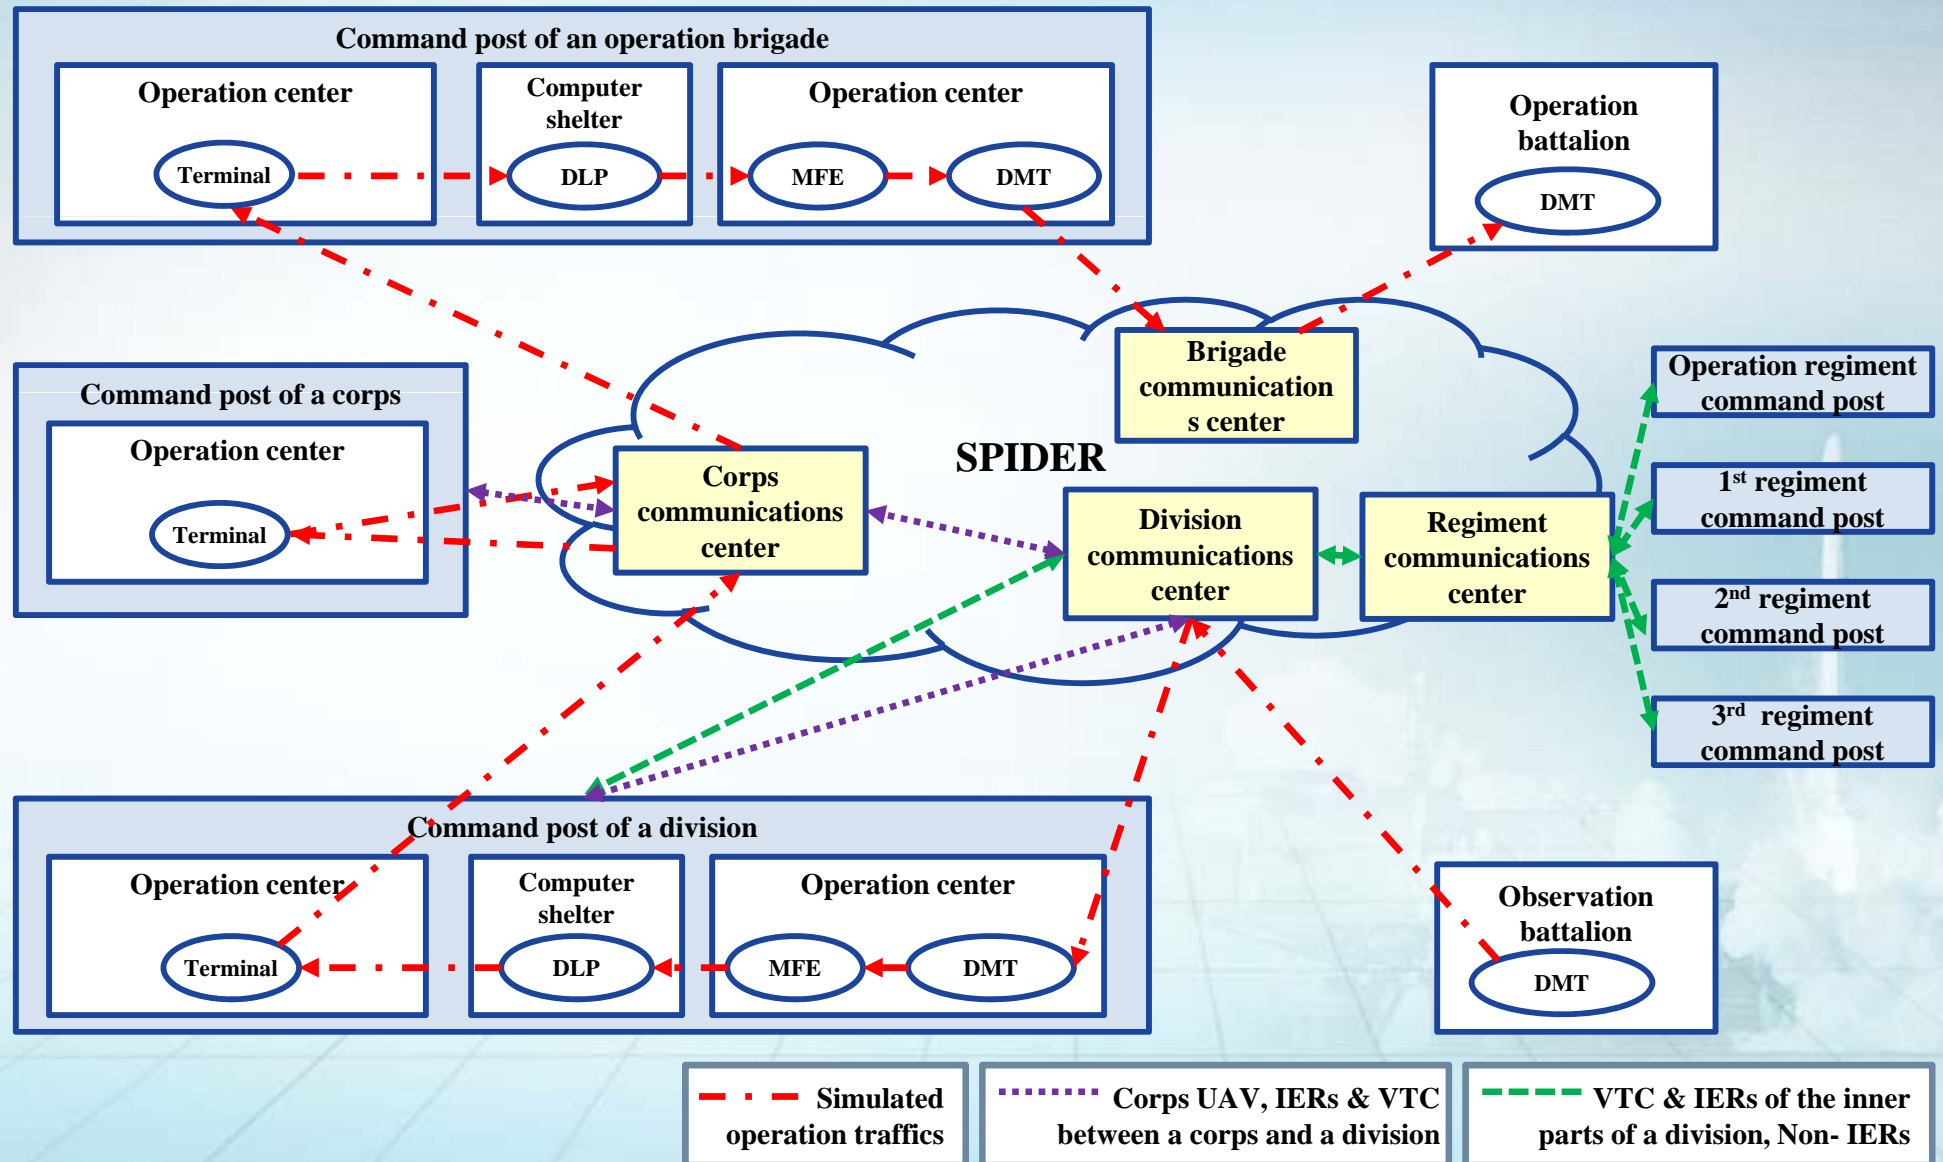 Command post of an operation brigade
Operation center
Terminal
Computer
shelter
DLP
Operation center
MFE
DMT
Operation
battalion
DMT
Command post of a corps
Operation center
Terminal
SPIDER
Corps
communications
center
Brigade
communication
s center
Division
communications
center
Regiment
communications
center
Operation regiment
command post
1st regiment
command post
2nd regiment
command post
3rd regiment
command post
Command post of a division
Operation center
Terminal
Computer
shelter
DLP
Operation center
MFE
DMT
Observation
battalion
DMT
Simulated
operation traffics
Corps UAV, IERs & VTC
between a corps and a division
VTC & IERs of the inner
parts of a division, Non- IERs